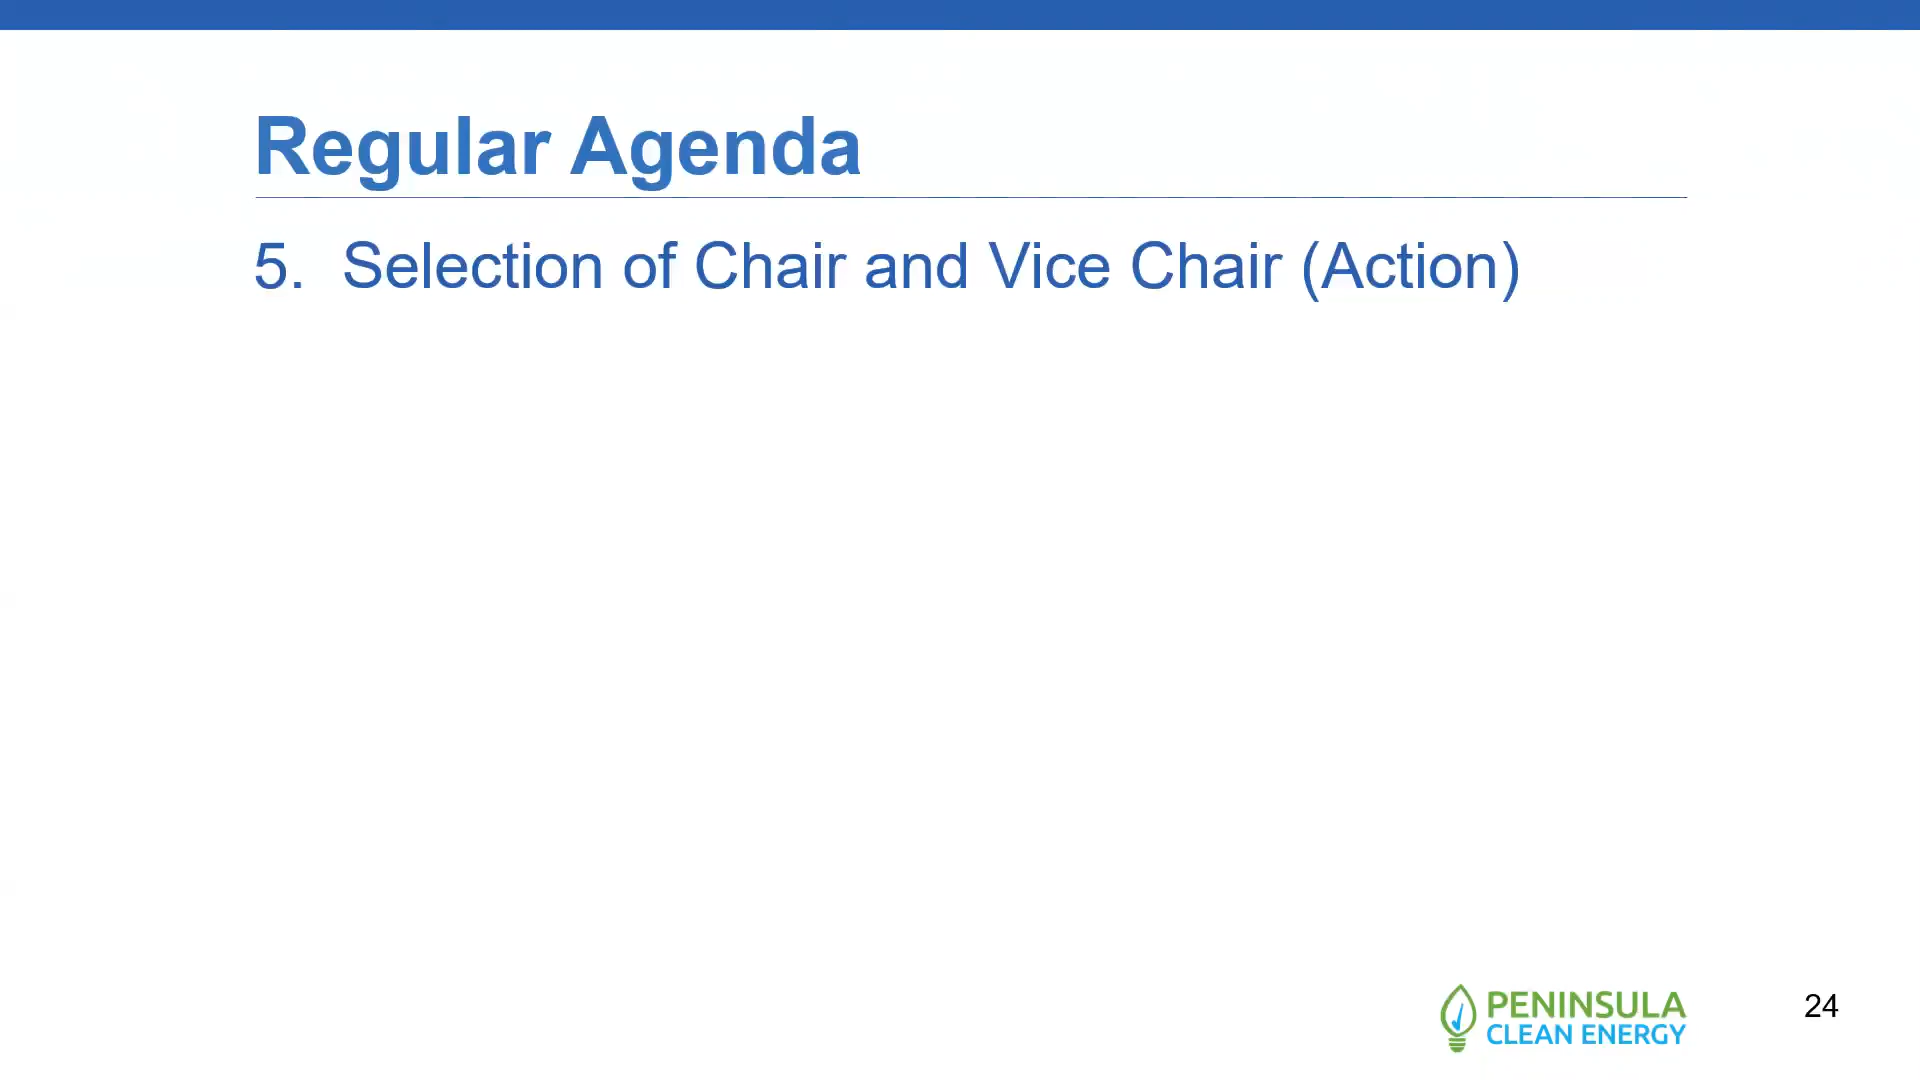 Regular Agenda
5. Selection of Chair and Vice Chair (Action)
PENINSULA
CLEAN ENERGY
24